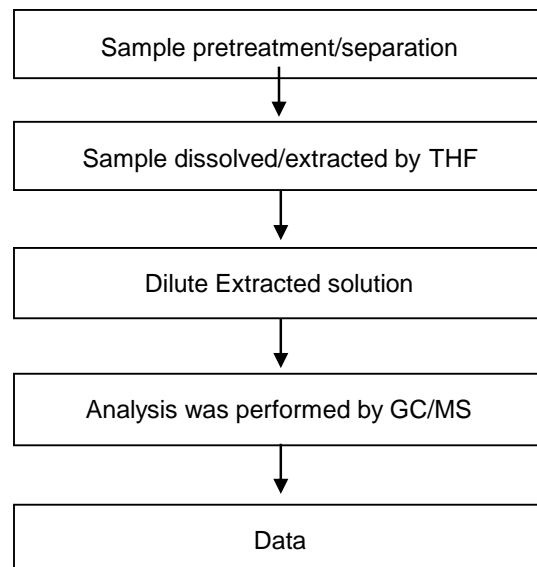 Sample pretreatment/separation
Sample dissolved/extracted by THF
Dilute Extracted solution
Analysis was performed by GC/MS
Data